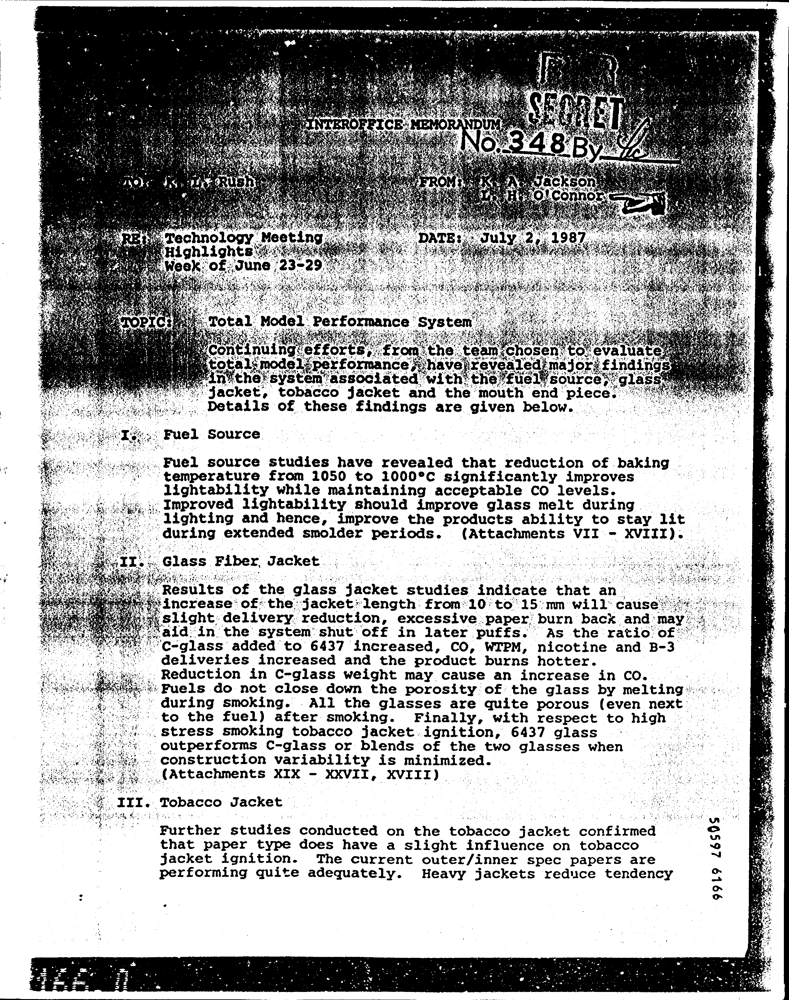 SECRET
INTEROFFICE MEMORANDUM
No. 348 By
TO: K. L. Rush
FROM: K. A. Jackson
L. H. O'Connor
RE: Technology Meeting
Highlights
Week of June 23-29
DATE: July 2, 1987
TOPIC: Total Model Performance System
Continuing efforts, from the team chosen to evaluate
total model performance, have revealed major findings
in the system associated with the fuel source, glass
jacket, tobacco jacket and the mouth end piece.
Details of these findings are given below.
I. Fuel Source
Fuel source studies have revealed that reduction of baking
temperature from 1050 to 1000°C significantly improves
lightability while maintaining acceptable CO levels.
Improved lightability should improve glass melt during
lighting and hence, improve the products ability to stay lit
during extended smolder periods. (Attachments VII - XVIII).
II. Glass Fiber Jacket
Results of the glass jacket studies indicate that an
increase of the jacket length from 10 to 15 mm will cause
slight delivery reduction, excessive paper burn back and may
aid in the system shut off in later puffs. As the ratio of
C-glass added to 6437 increased, CO, WTPM, nicotine and B-3
deliveries increased and the product burns hotter.
Reduction in C-glass weight may cause an increase in CO.
Fuels do not close down the porosity of the glass by melting
during smoking. All the glasses are quite porous (even next
to the fuel) after smoking. Finally, with respect to high
stress smoking tobacco jacket ignition, 6437 glass
outperforms C-glass or blends of the two glasses when
construction variability is minimized.
(Attachments XIX - XXVII, XVIII)
III. Tobacco Jacket
Further studies conducted on the tobacco jacket confirmed
that paper type does have a slight influence on tobacco
jacket ignition. The current outer/inner spec papers are
performing quite adequately. Heavy jackets reduce tendency
50597 6166